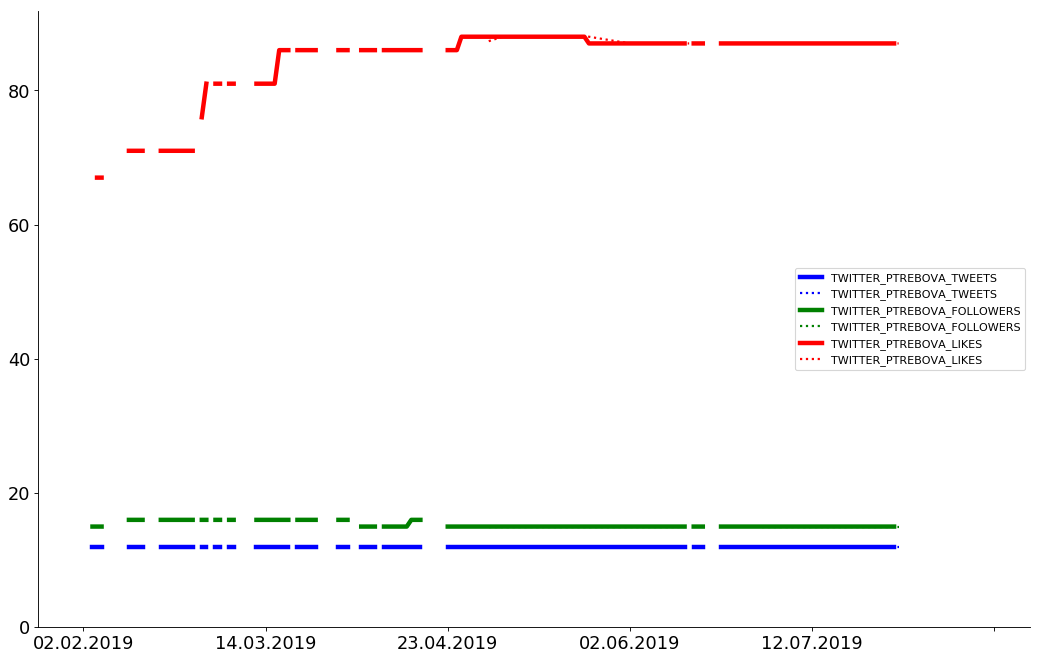 80
60
40
20
0
02.02.2019 14.03.2019 23.04.2019 02.06.2019 12.07.2019
TWITTER_PTREBOVA_TWEETS
TWITTER_PTREBOVA_TWEETS
TWITTER_PTREBOVA_FOLLOWERS
TWITTER_PTREBOVA_FOLLOWERS
TWITTER_PTREBOVA_LIKES
TWITTER_PTREBOVA_LIKES